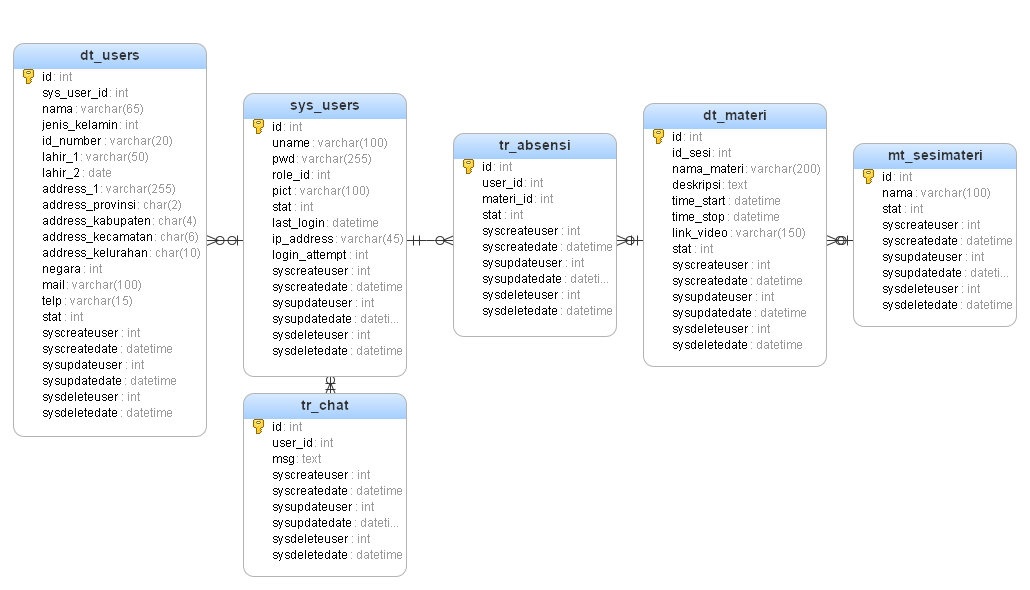 dt_users
id: int
sys_user_id: int
nama: varchar(65)
jenis_kelamin: int
id_number: varchar(20)
lahir_1: varchar(50)
lahir_2: date
address_1: varchar(255)
address_provinsi: char(2)
address_kabupaten: char(4)
address_kecamatan: char(6)
address_kelurahan: char(10)
negara: int
mail: varchar(100)
telp: varchar(15)
stat: int
syscreateuser: int
syscreatedate: datetime
sysupdateuser: int
sysupdatedate: datetime
sysdeleteuser: int
sysdeletedate: datetime
sys_users
id: int
uname: varchar(100)
pwd: varchar(255)
role_id: int
pict: varchar(100)
stat: int
last_login: datetime
ip_address: varchar(45)
login_attempt: int
syscreateuser: int
syscreatedate: datetime
sysupdateuser: int
sysupdatedate: dateti...
sysdeleteuser: int
sysdeletedate: datetime
tr_chat
id: int
user_id: int
msg: text
syscreateuser: int
syscreatedate: datetime
sysupdateuser: int
sysupdatedate: dateti...
sysdeleteuser: int
sysdeletedate: datetime
tr_absensi
id: int
user_id: int
materi_id: int
stat: int
syscreateuser: int
syscreatedate: datetime
sysupdateuser: int
sysupdatedate: dateti...
sysdeleteuser: int
sysdeletedate: datetime
dt_materi
id: int
id_sesi: int
nama_materi: varchar(200)
deskripsi: text
time_start: datetime
time_stop: datetime
link_video: varchar(150)
stat: int
syscreateuser: int
syscreatedate: datetime
sysupdateuser: int
sysupdatedate: datetime
sysdeleteuser: int
sysdeletedate: datetime
mt_sesimateri
id: int
nama: varchar(100)
stat: int
syscreateuser: int
syscreatedate: datetime
sysupdateuser: int
sysupdatedate: dateti...
sysdeleteuser: int
sysdeletedate: datetime